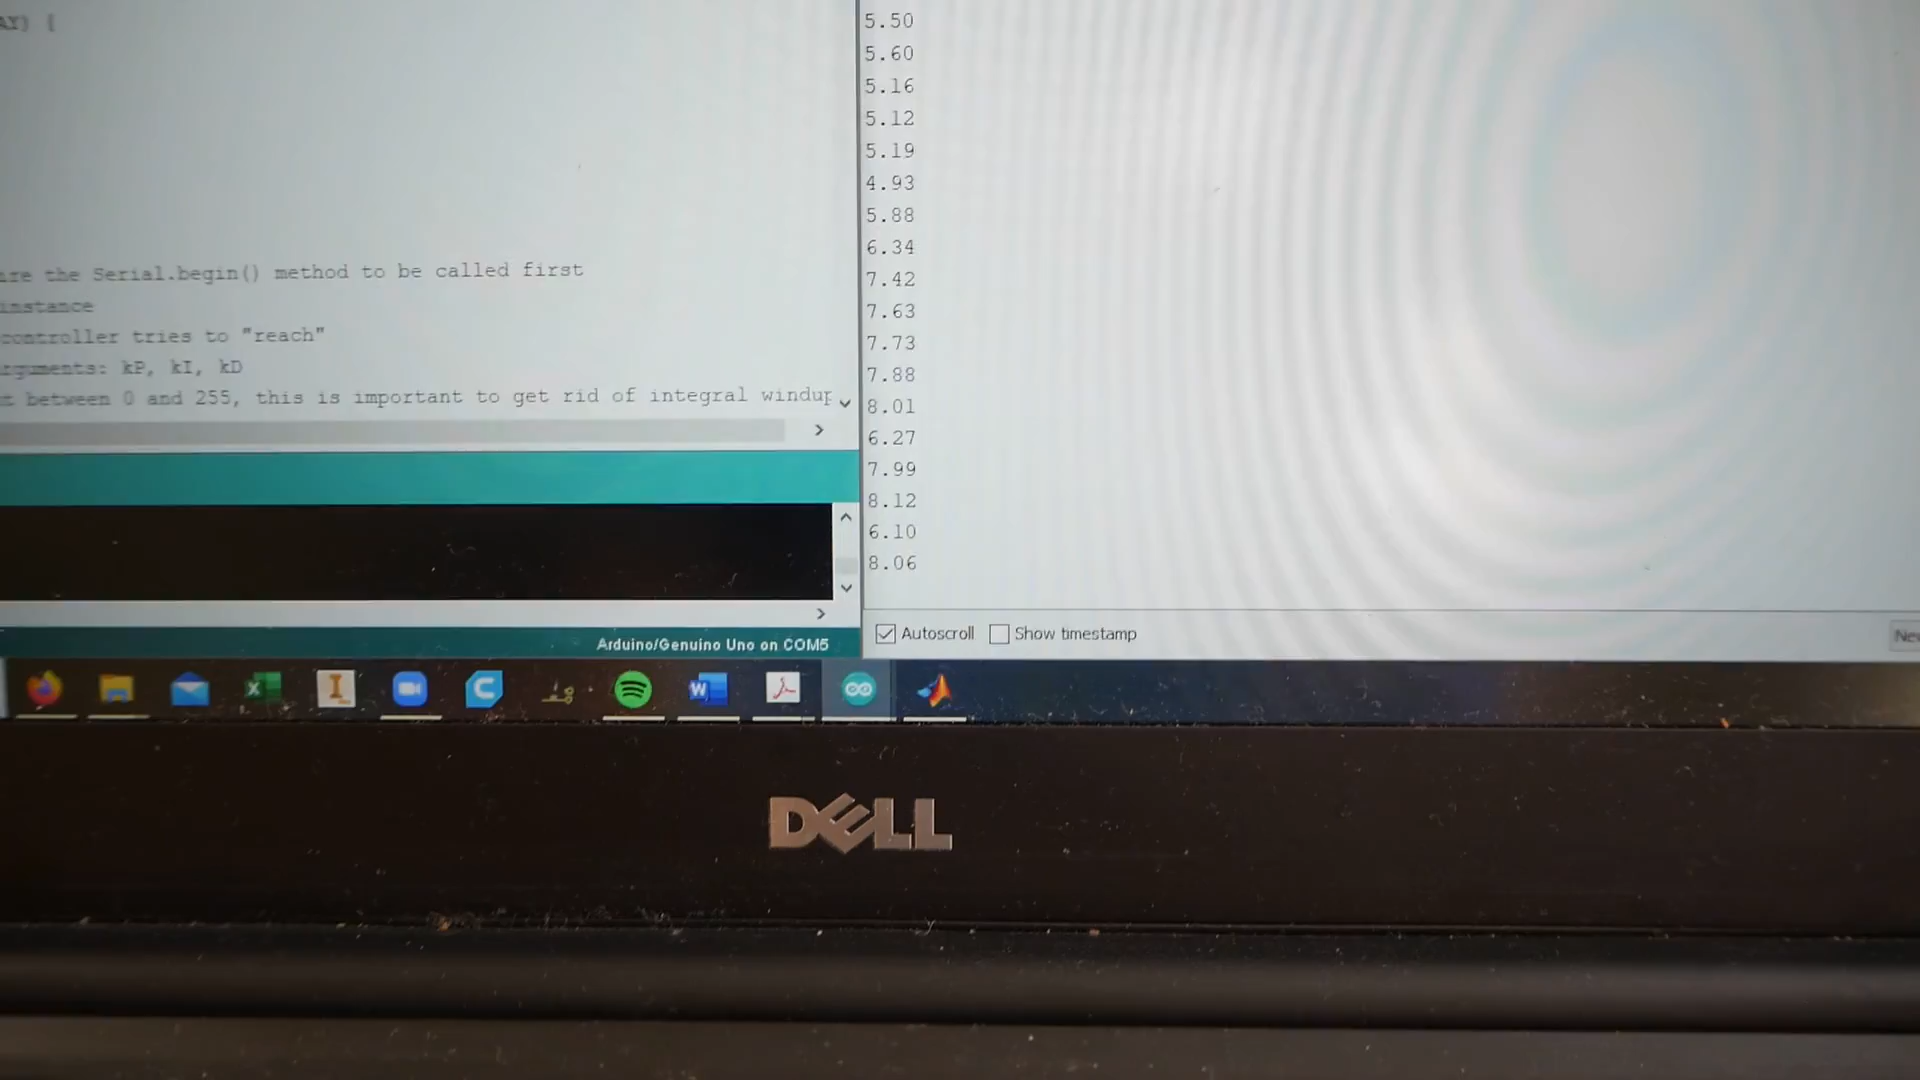 AY) {
are the Serial.begin() method to be called first
instance
controller tries to "reach"
rguments: kP, kI, kD
t between 0 and 255, this is important to get rid of integral windup
Arduino/Genuino Uno on COM5
5.50
5.60
5.16
5.12
5.19
4.93
5.88
6.34
7.42
7.63
7.73
7.88
8.01
6.27
7.99
8.12
6.10
8.06
Autoscroll Show timestamp
New
DELL